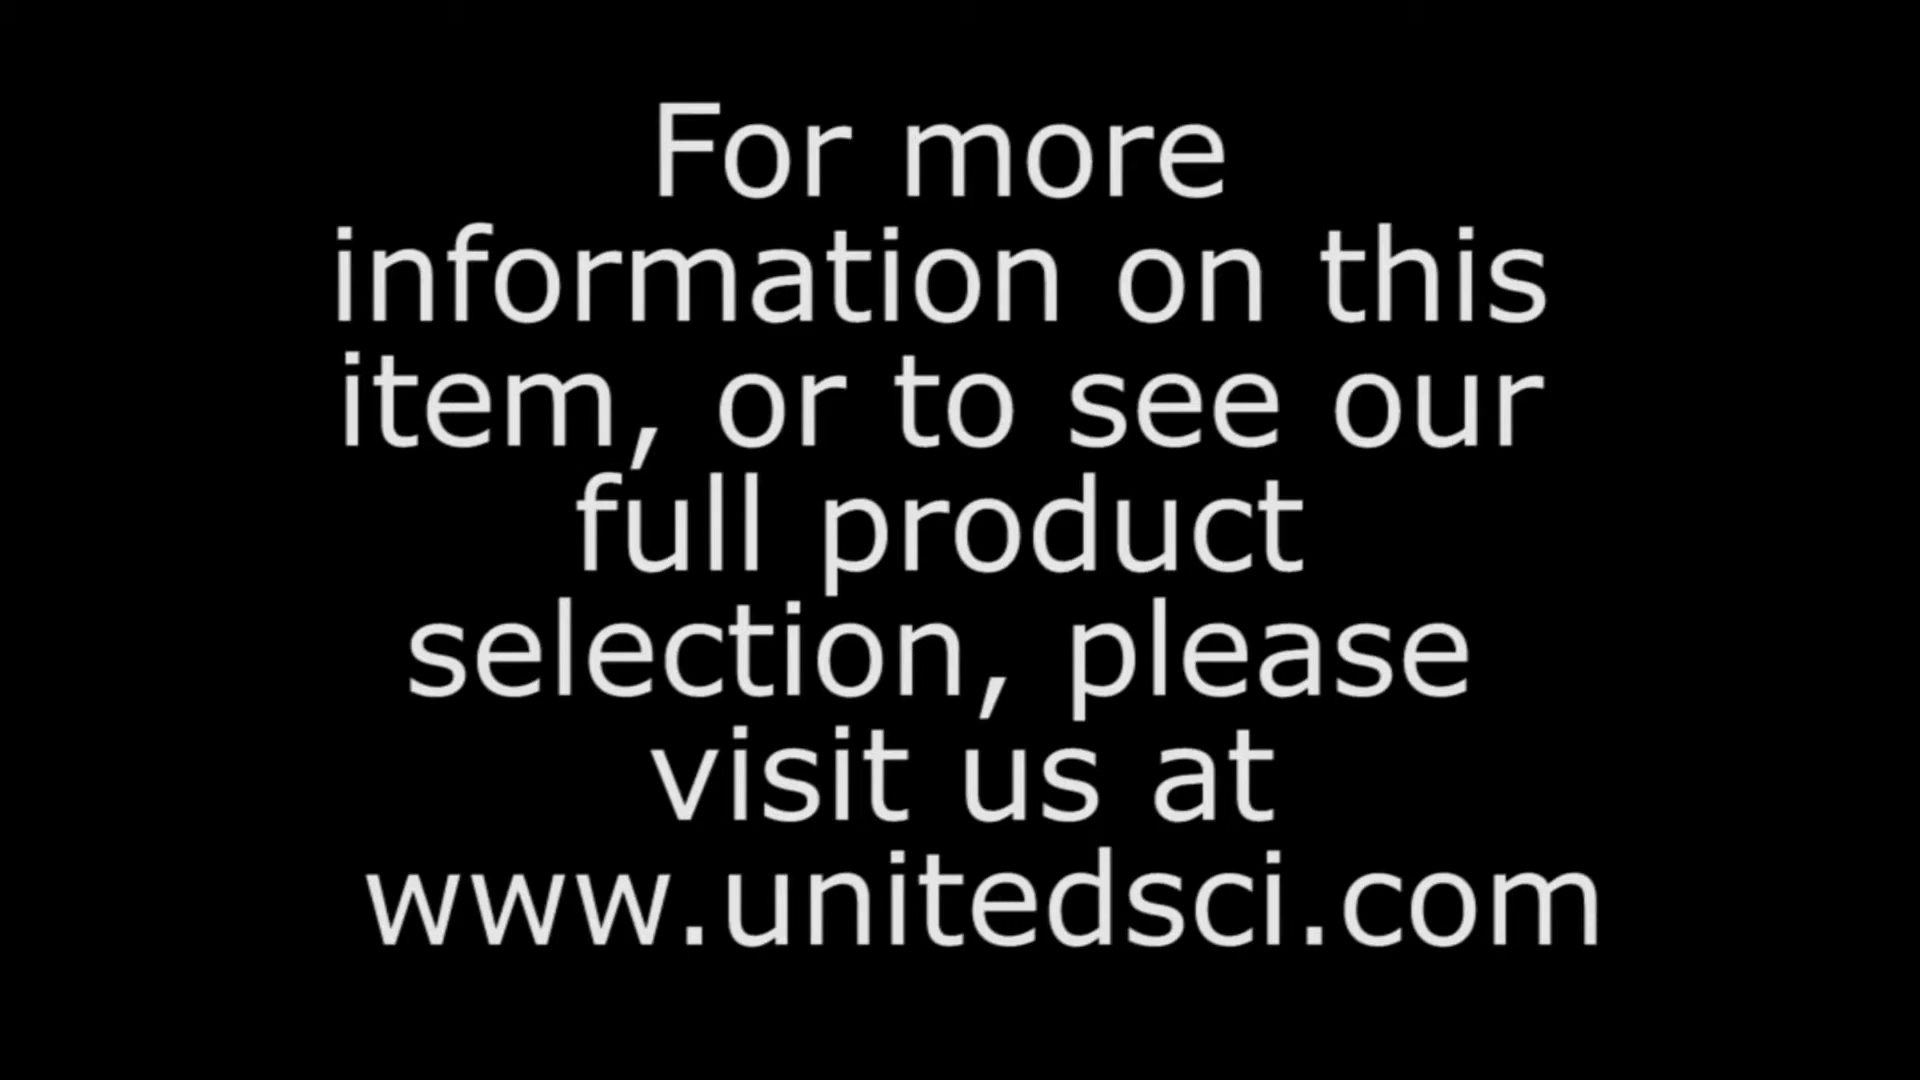 For more
information on this
item, or to see our
full product
selection, please
visit us at
www.unitedsci.com